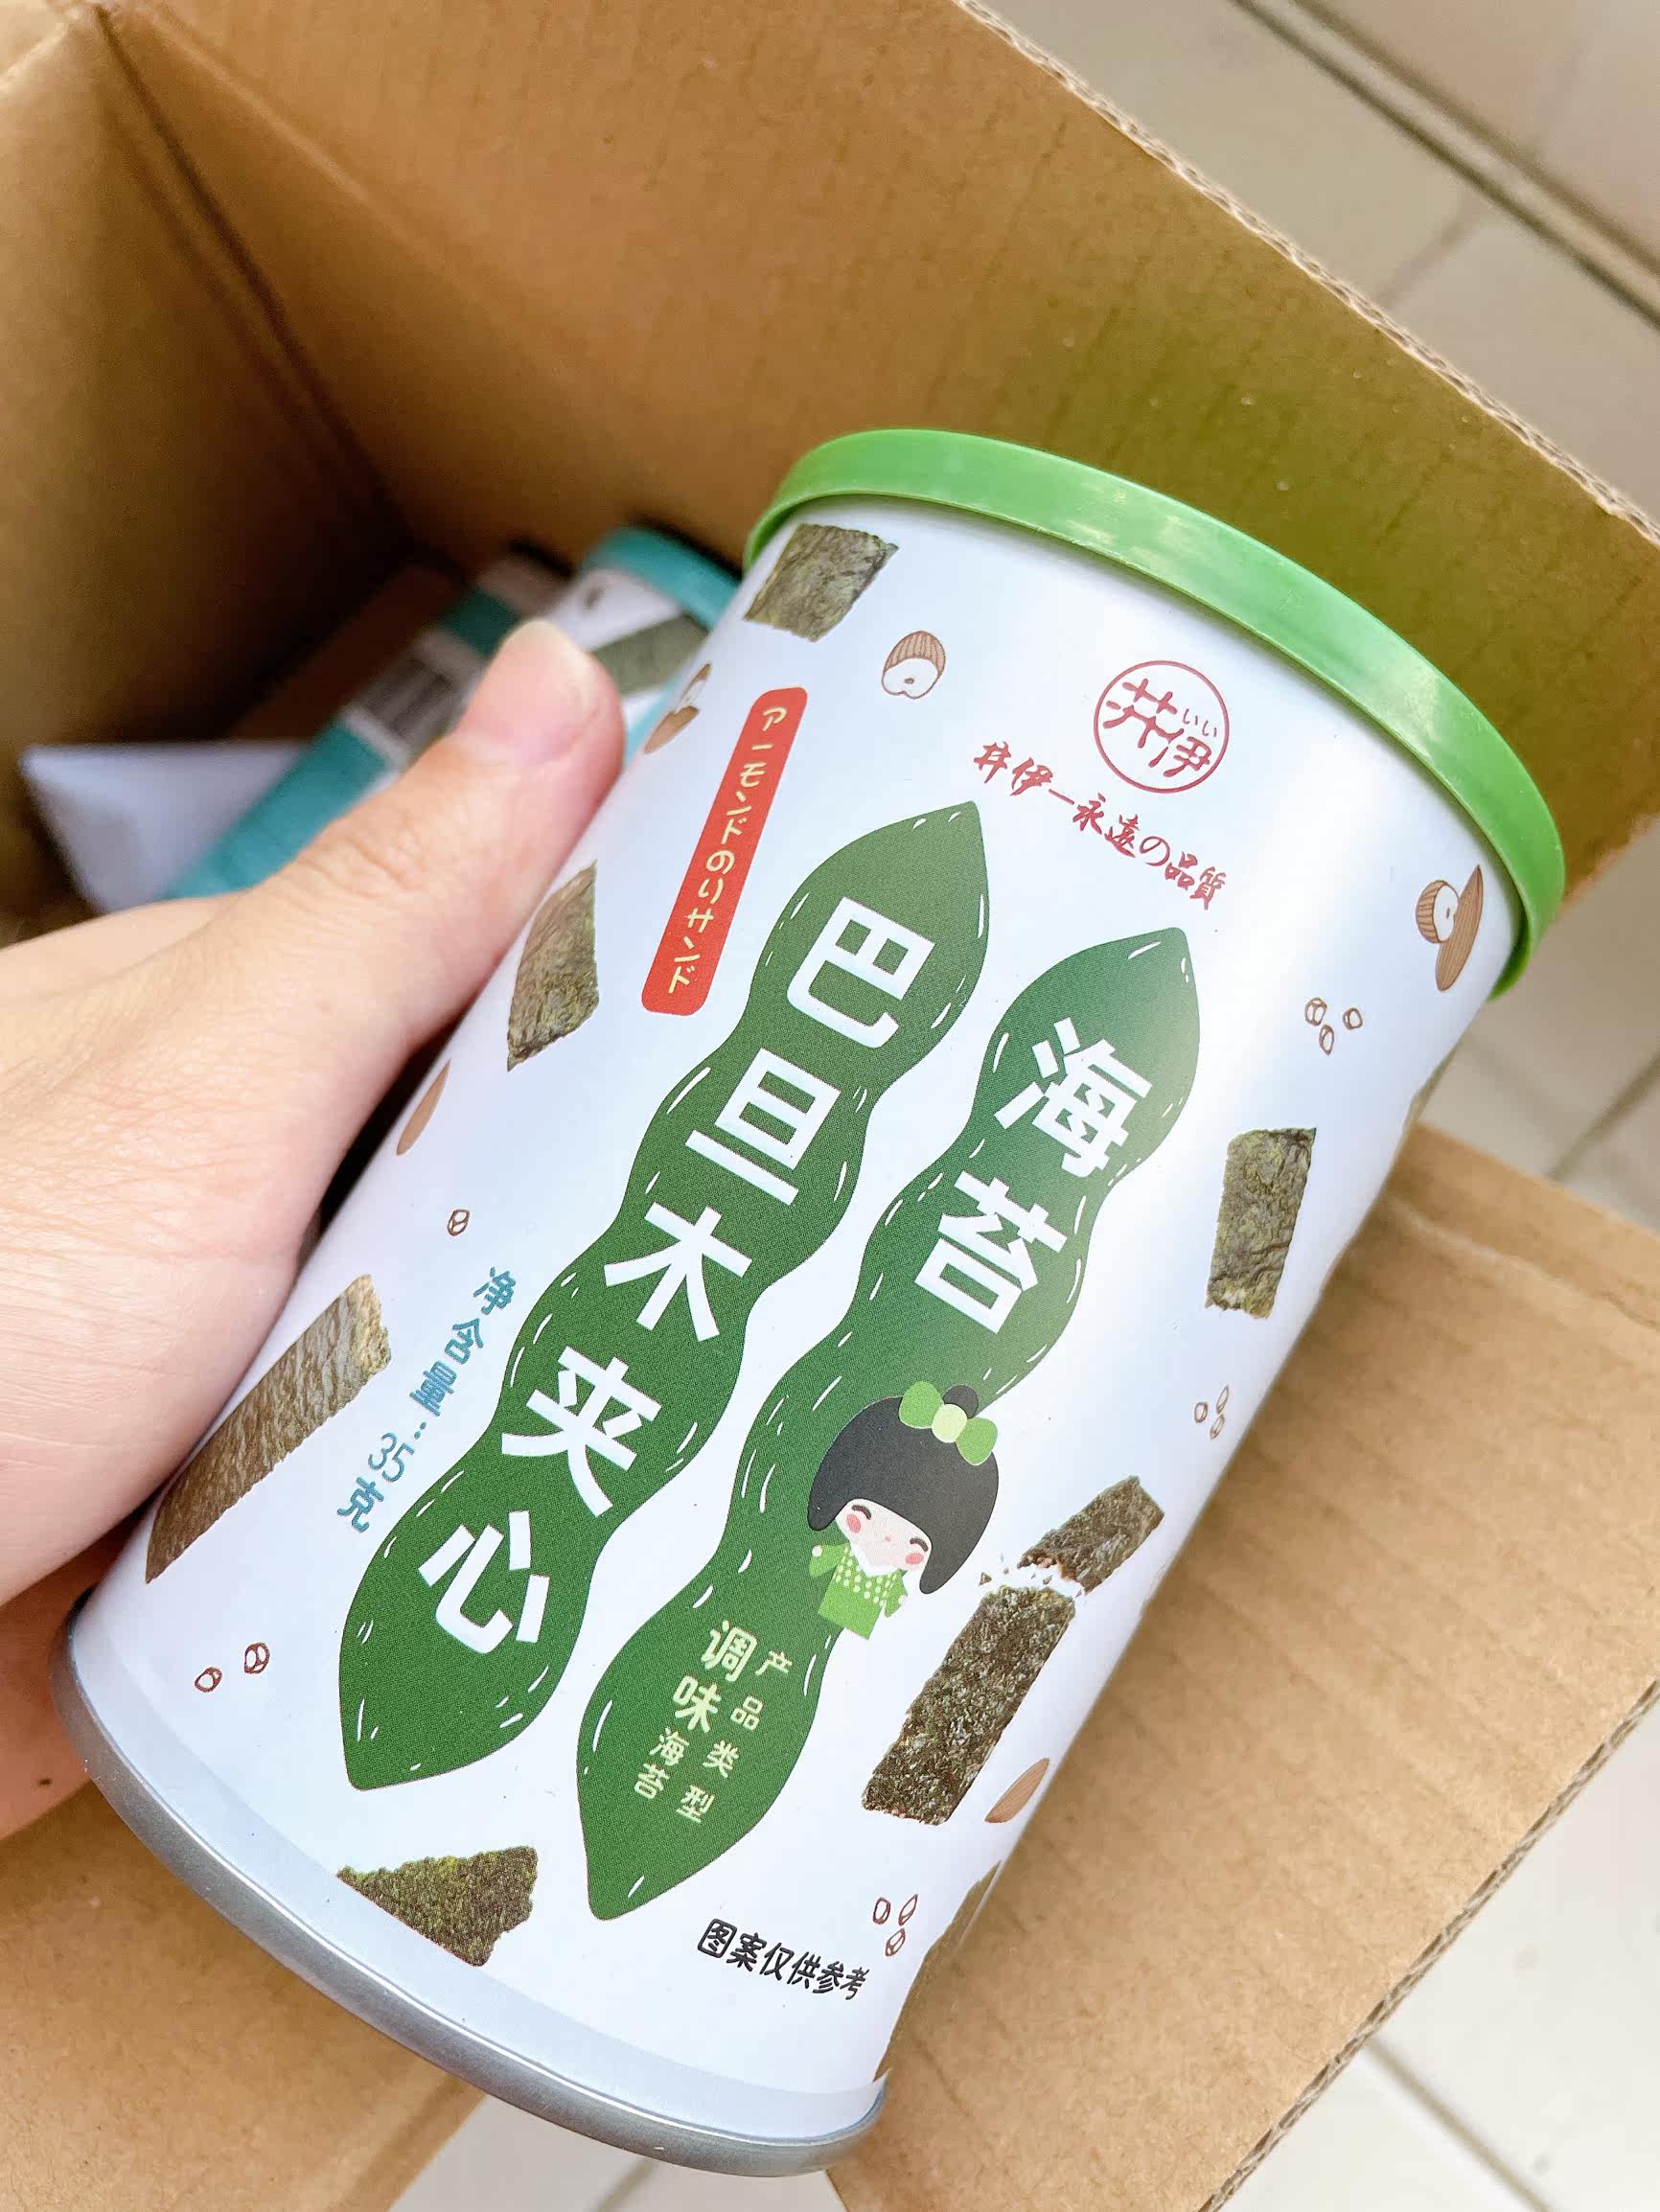 井伊
いい
井伊—永遠の品質
アーモンドのりサンド
海苔
巴旦木夹心
净含量:35克
产品类型
调味海苔
图案仅供参考